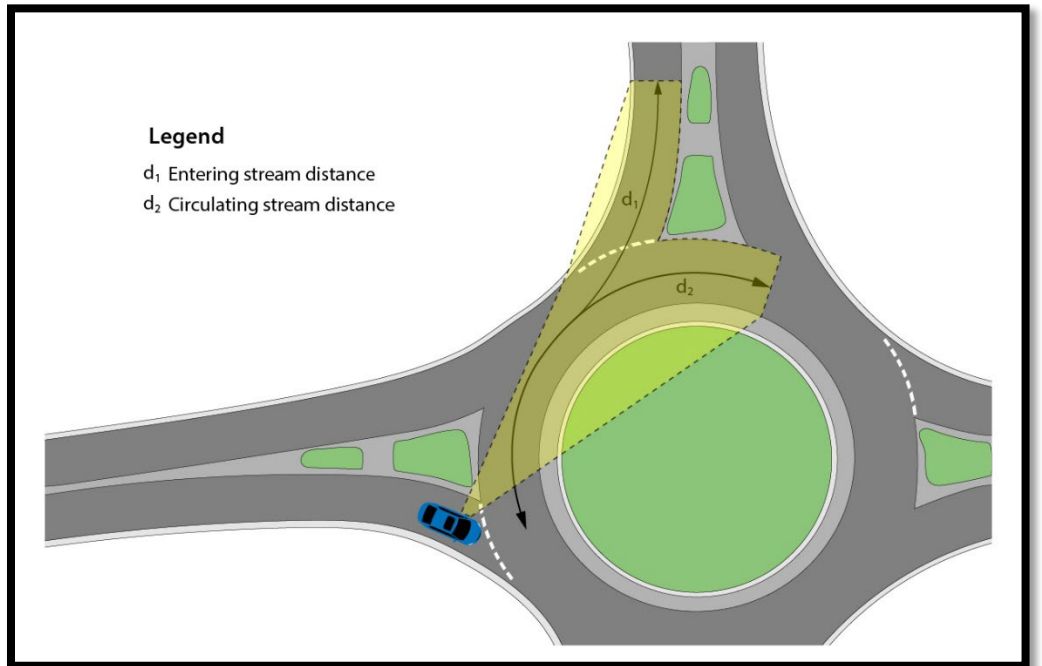 Legend
d₁ Entering stream distance
d₂ Circulating stream distance
d₁
d₂